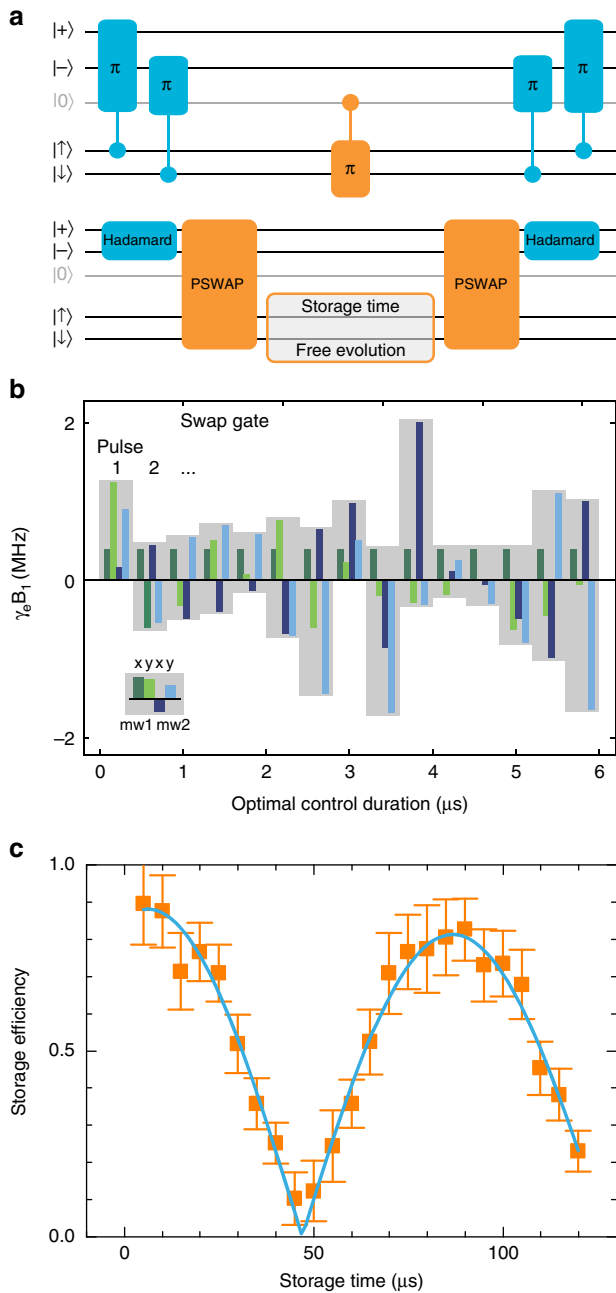 a
|+⟩
|−⟩
|0⟩
|↑⟩
|↓⟩
π
π
π
π
π
|+⟩
|−⟩
|0⟩
|↑⟩
|↓⟩
Hadamard
PSWAP
Storage time
Free evolution
PSWAP
Hadamard
b
Swap gate
Pulse
1 2 ...
2
0
−2
γeB1 (MHz)
x y x y
mw1 mw2
0 1 2 3 4 5 6
Optimal control duration (μs)
c
1.0
0.5
0.0
Storage efficiency
0 50 100
Storage time (μs)